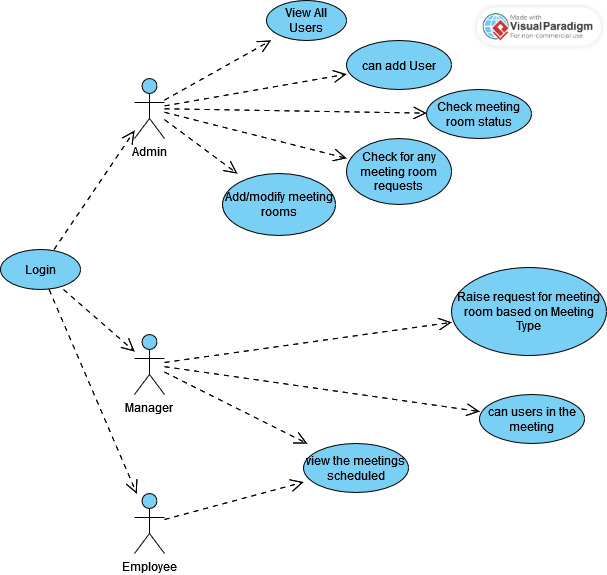 View All
Users
Made with
VisualParadigm
For non-commercial use
can add User
Check meeting
room status
Admin
Check for any
meeting room
requests
Add/modify meeting
rooms
Login
Raise request for meeting
room based on Meeting
Type
Manager
can users in the
meeting
view the meetings
scheduled
Employee